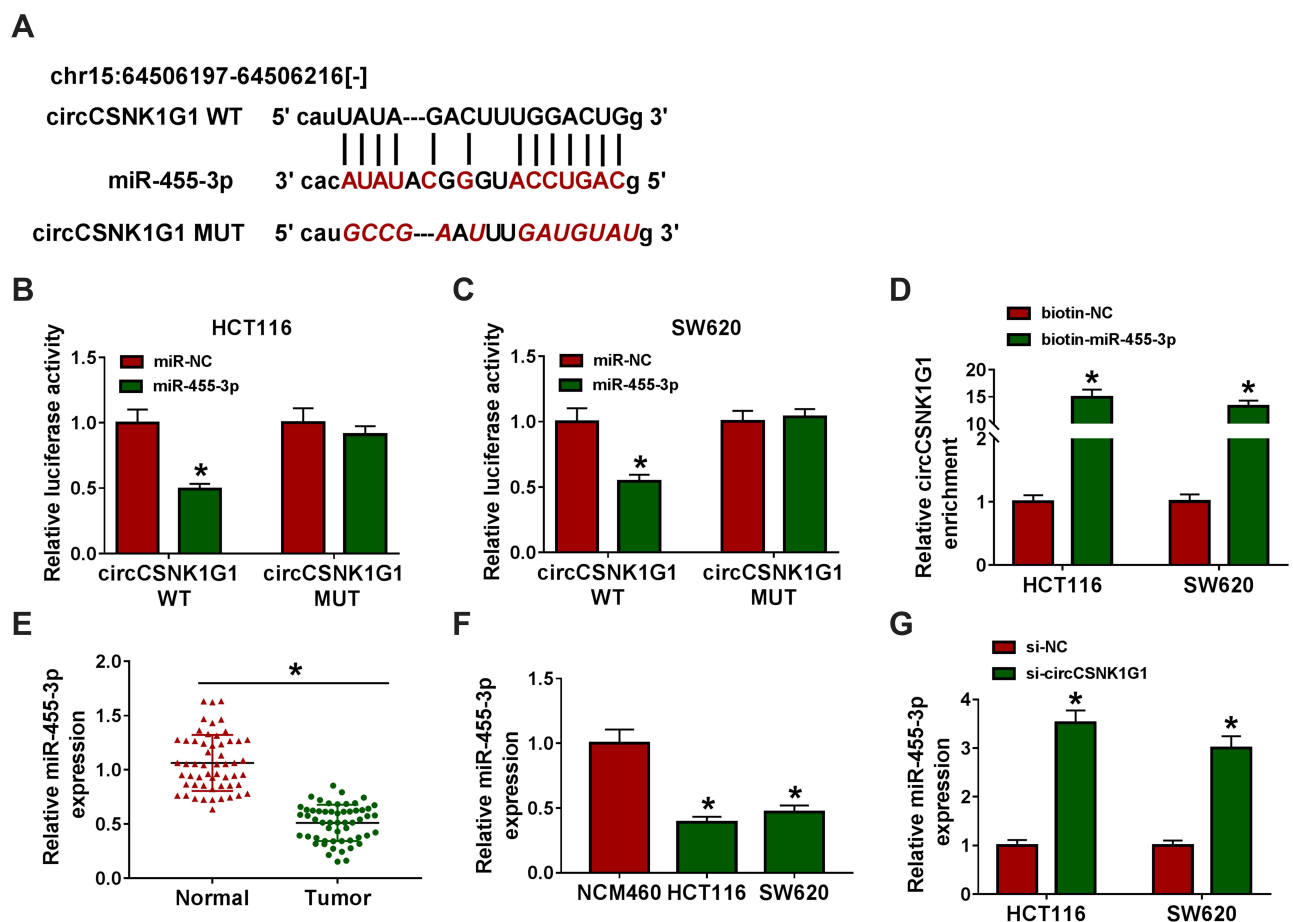 A
chr15:64506197-64506216[-]
circCSNK1G1 WT 5' cauUAUA---GACUUUGGACUGg 3'
miR-455-3p 3' cacAUAUACGGGUACCUGACg 5'
circCSNK1G1 MUT 5' cauGCCG---AAUUUGAUGUAUg 3'
B
HCT116
Relative luciferase activity
miR-NC
miR-455-3p
1.5
1.0
0.5
0.0
*
circCSNK1G1 WT
circCSNK1G1 MUT
C
SW620
Relative luciferase activity
miR-NC
miR-455-3p
1.5
1.0
0.5
0.0
*
circCSNK1G1 WT
circCSNK1G1 MUT
D
biotin-NC
biotin-miR-455-3p
Relative circCSNK1G1
enrichment
20
15
10
2
1
0
*
*
HCT116 SW620
E
Relative miR-455-3p
expression
2.0
1.5
1.0
0.5
0.0
*
Normal Tumor
F
Relative miR-455-3p
expression
1.5
1.0
0.5
0.0
*
*
NCM460 HCT116 SW620
G
si-NC
si-circCSNK1G1
Relative miR-455-3p
expression
4
3
2
1
0
*
*
HCT116 SW620